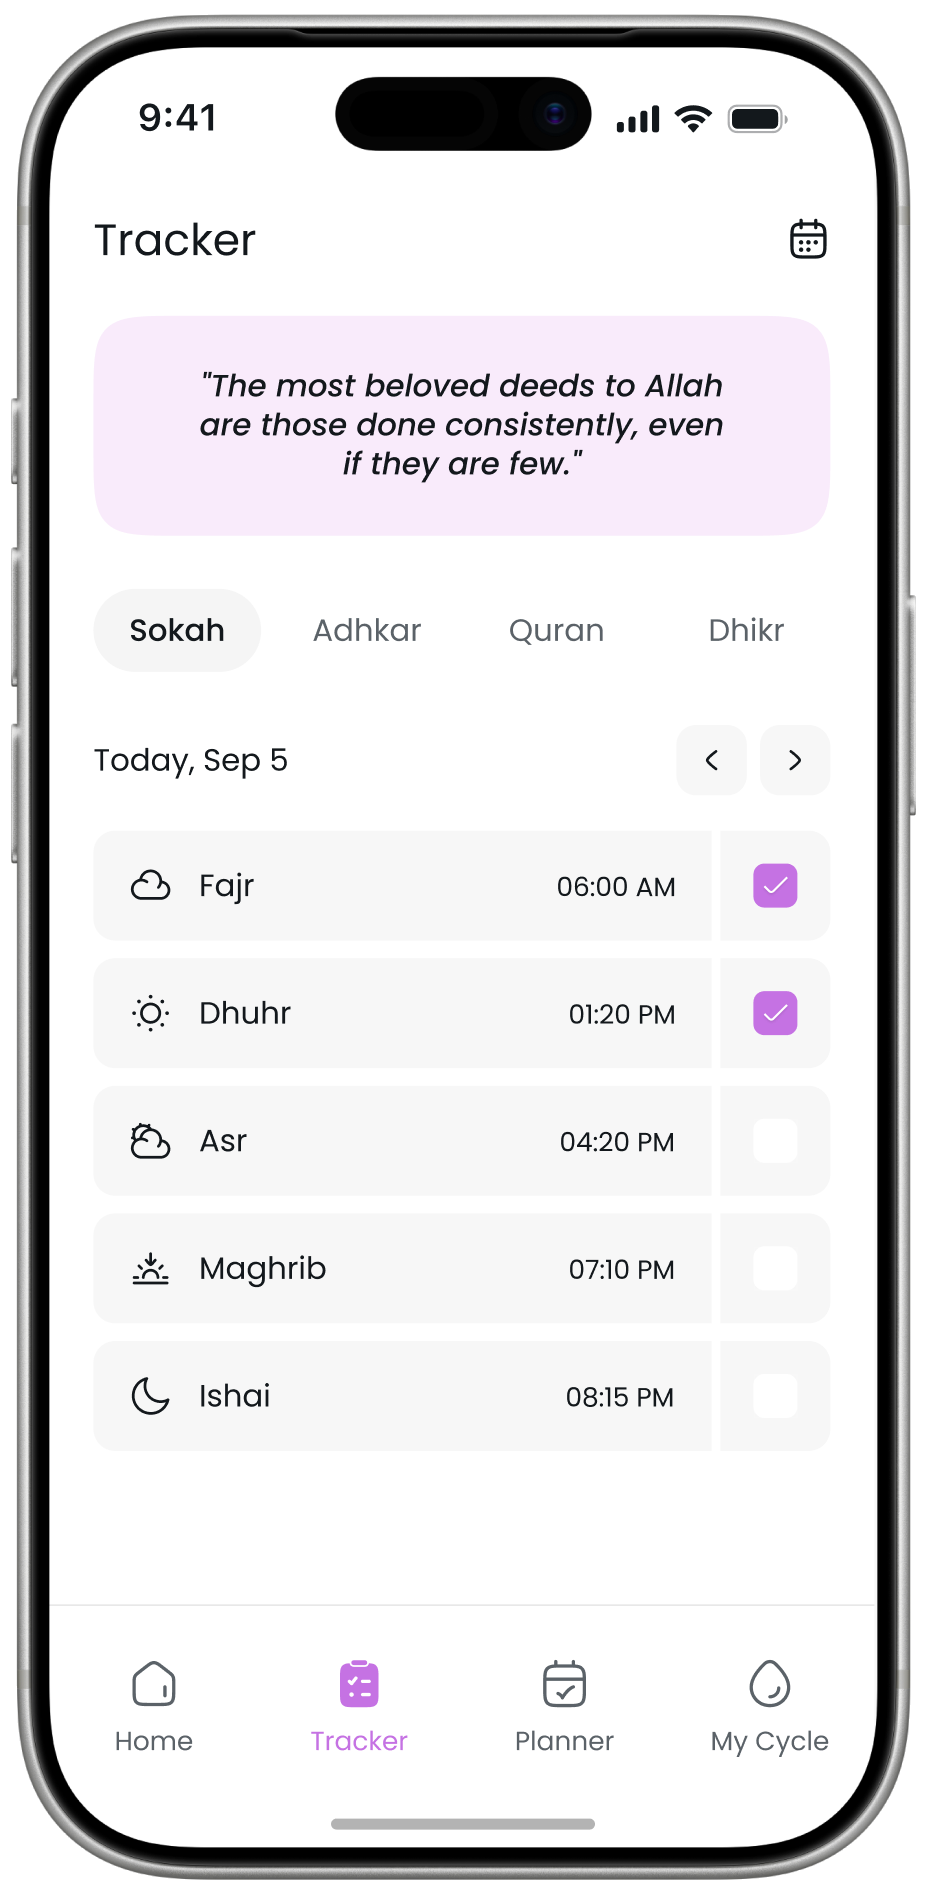 9:41
Tracker
"The most beloved deeds to Allah
are those done consistently, even
if they are few."
Sokah Adhkar Quran Dhikr
Today, Sep 5
Fajr 06:00 AM
Dhuhr 01:20 PM
Asr 04:20 PM
Maghrib 07:10 PM
Ishai 08:15 PM
Home Tracker Planner My Cycle